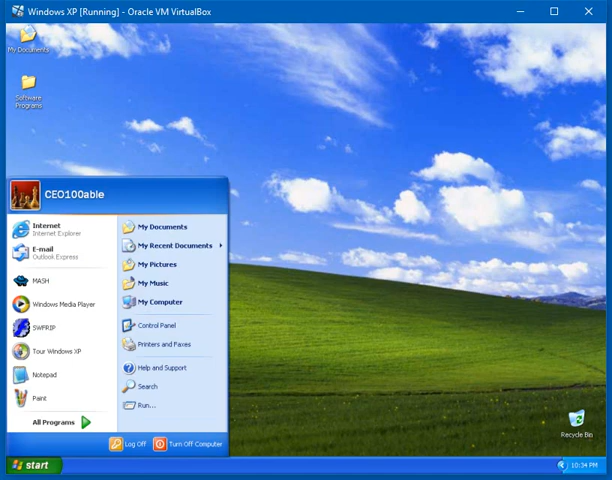 Windows XP [Running] - Oracle VM VirtualBox
My Documents
Software
Programs
CEO100able
Internet
Internet Explorer
E-mail
Outlook Express
MASH
Windows Media Player
SWFRIP
Tour Windows XP
Notepad
Paint
All Programs
My Documents
My Recent Documents
My Pictures
My Music
My Computer
Control Panel
Printers and Faxes
Help and Support
Search
Run...
Log Off
Turn Off Computer
Recycle Bin
start
10:34 PM